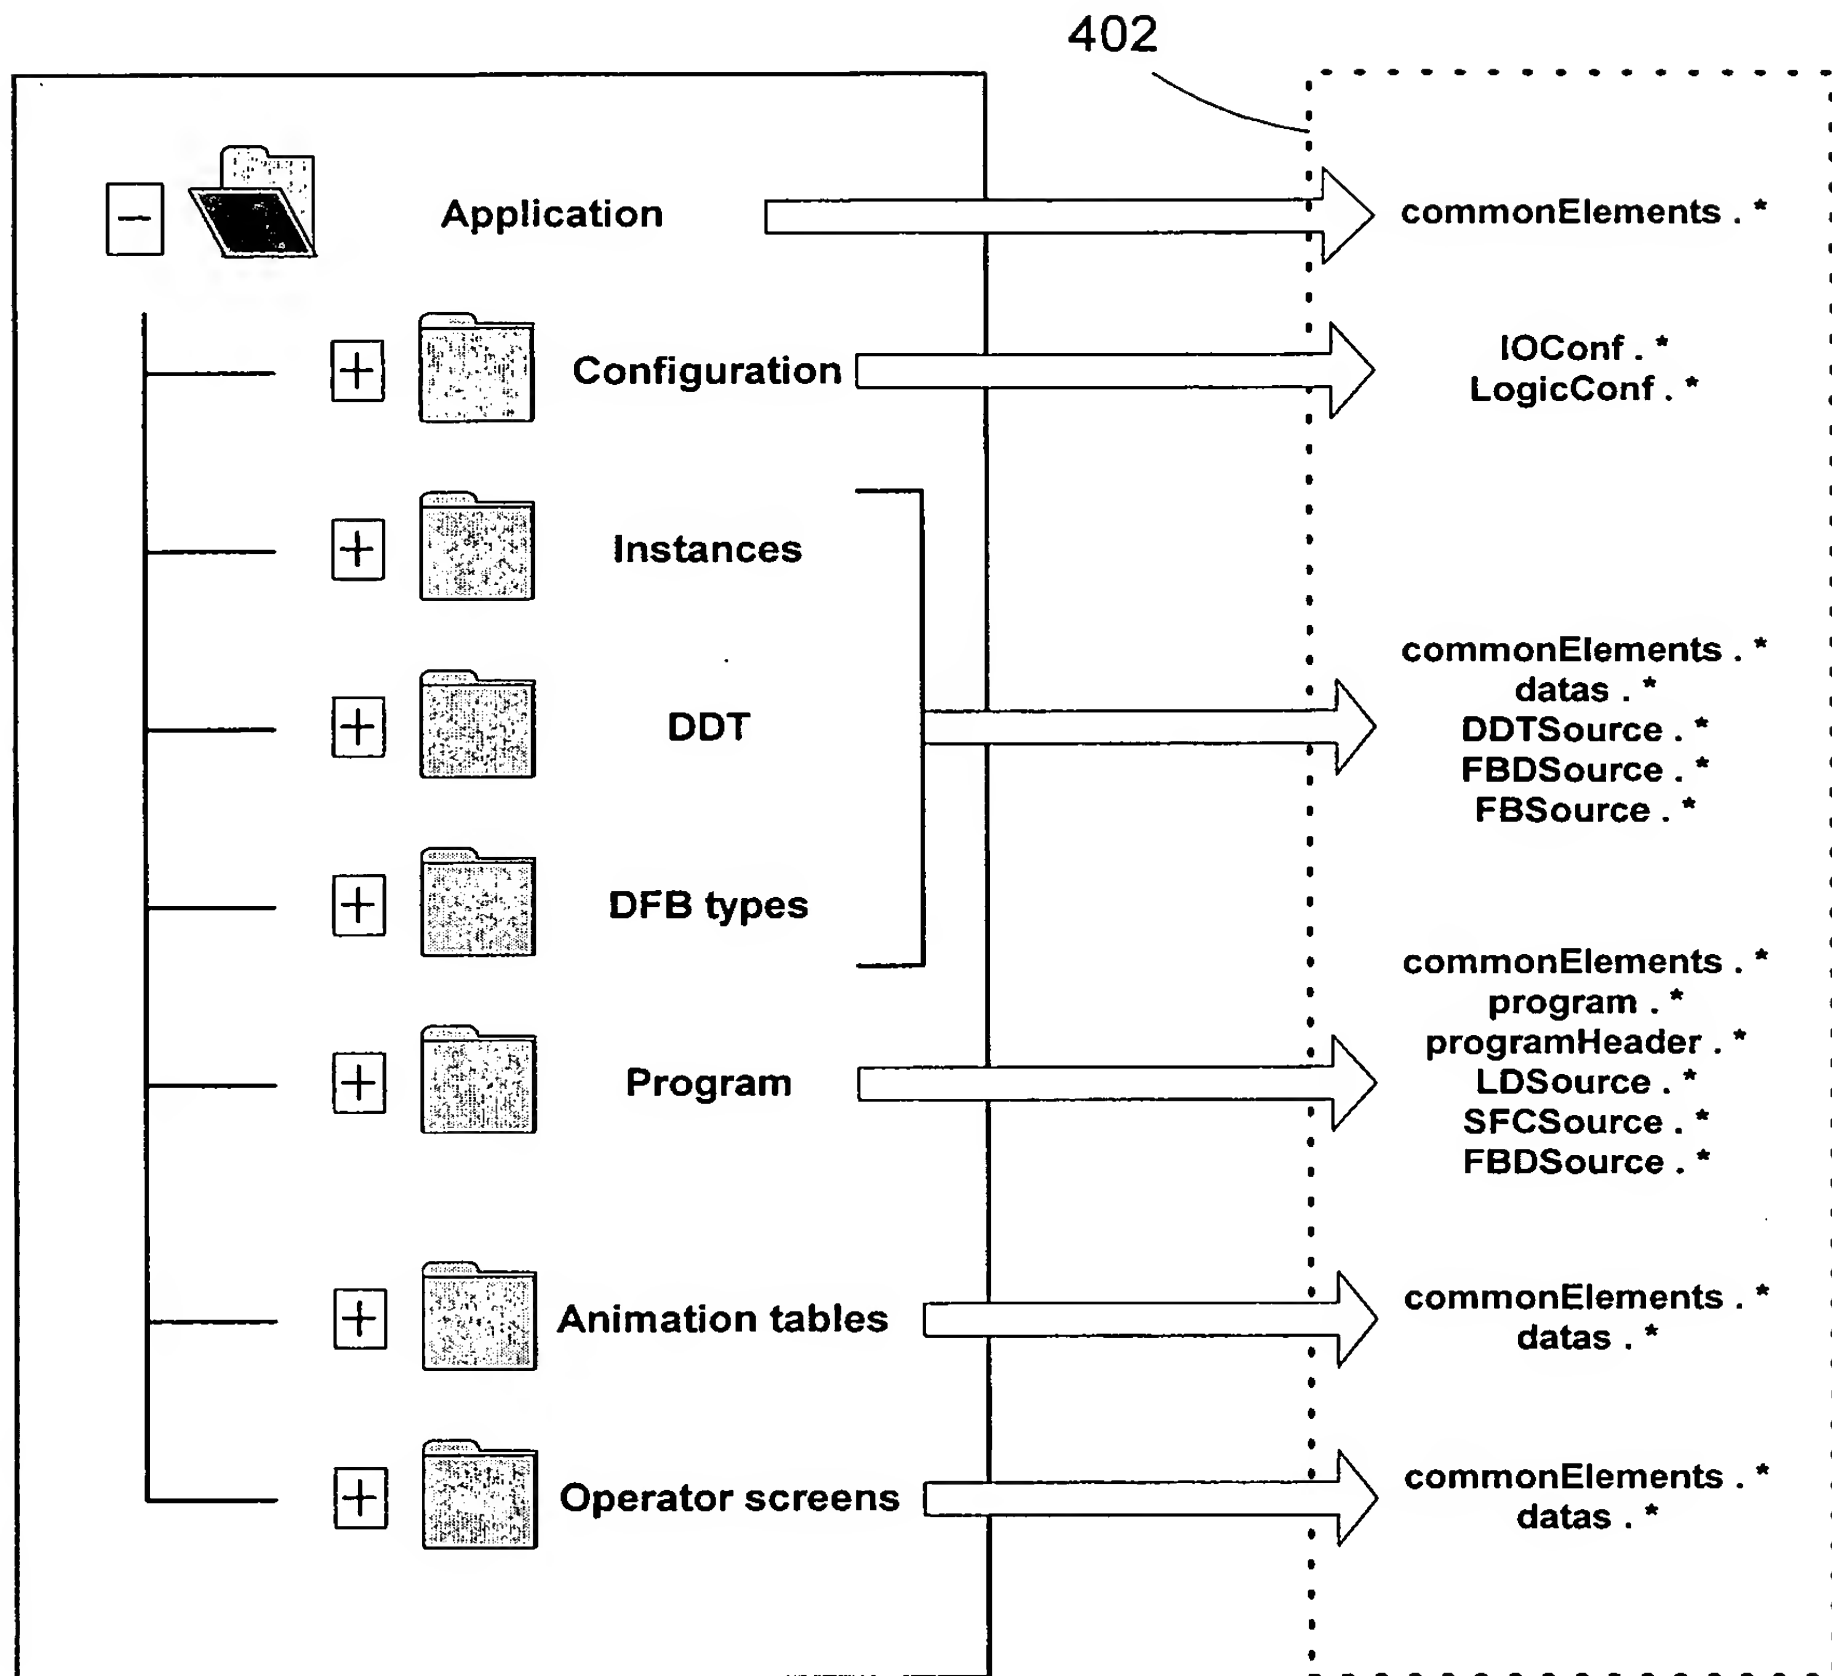 402
Application
commonElements . *
Configuration
IOConf . *
LogicConf . *
Instances
DDT
DFB types
commonElements . *
datas . *
DDTSource . *
FBDSource . *
FBSource . *
Program
commonElements . *
program . *
programHeader . *
LDSource . *
SFCSource . *
FBDSource . *
Animation tables
commonElements . *
datas . *
Operator screens
commonElements . *
datas . *